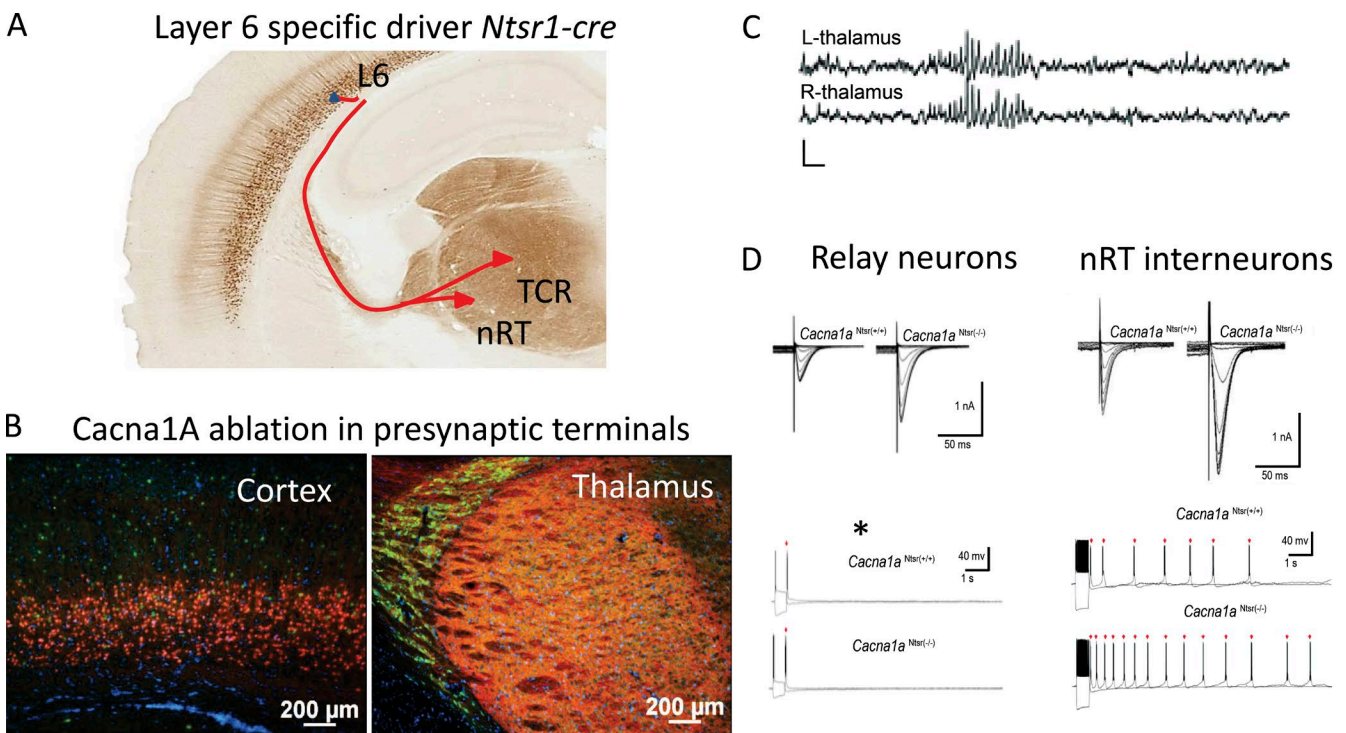 A
Layer 6 specific driver Ntsr1-cre
L6
TCR
nRT
B
Cacna1A ablation in presynaptic terminals
Cortex
200 µm
Thalamus
200 µm
C
L-thalamus
R-thalamus
D
Relay neurons
Cacna1a Ntsr(+/+)
Cacna1a Ntsr(-/-)
1 nA
50 ms
*
Cacna1a Ntsr(+/+)
40 mv
1 s
Cacna1a Ntsr(-/-)
nRT interneurons
Cacna1a Ntsr(+/+)
Cacna1a Ntsr(-/-)
1 nA
50 ms
Cacna1a Ntsr(+/+)
40 mv
1 s
Cacna1a Ntsr(-/-)